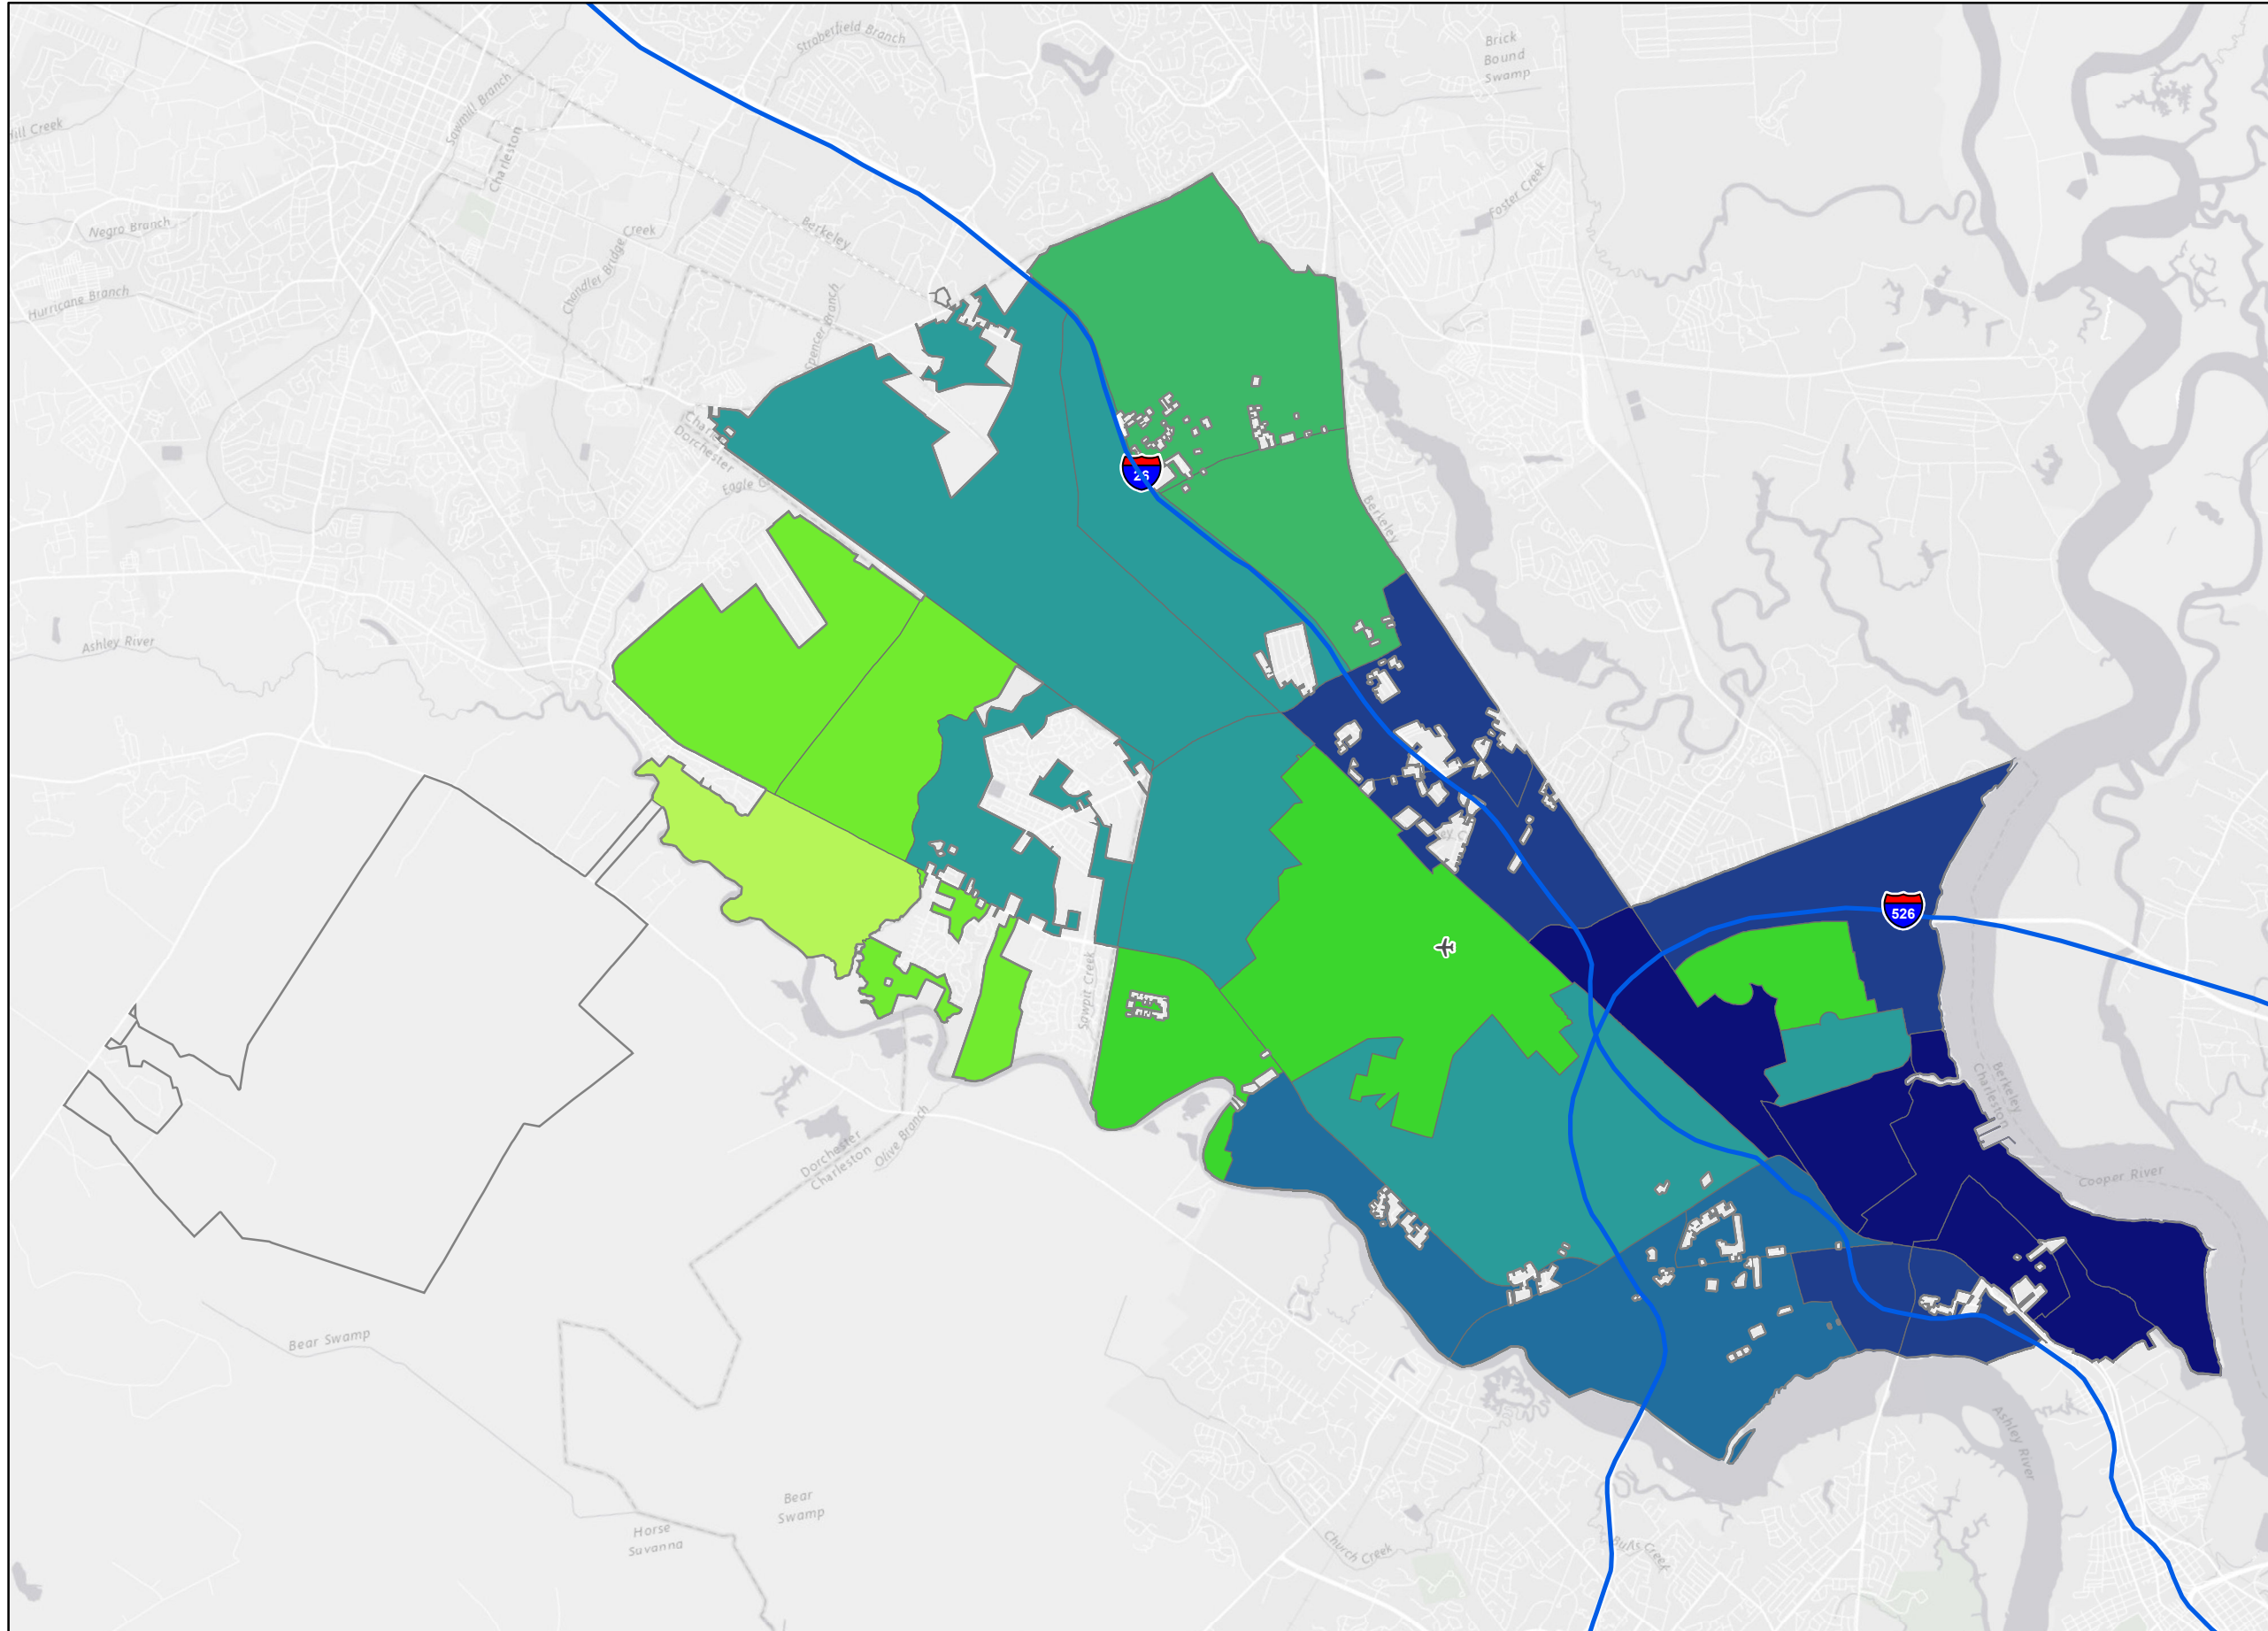 Stroberfield Branch
Brick
Bound
Swamp
Sawmill Branch
Hill Creek
Charleston
Foster Creek
Negro Branch
Creek
Berkeley
Chandler Bridge
Hurricane Branch
Spencer Branch
Dorchester
Eagle
26
Berkeley
Ashley River
526
Sawpit Creek
Berkeley
Charleston
Dorchester
Charleston
Olive Branch
Cooper River
Bear Swamp
Ashley River
Bear
Swamp
Horse
Suvanna
Church Creek
Bulls Creek